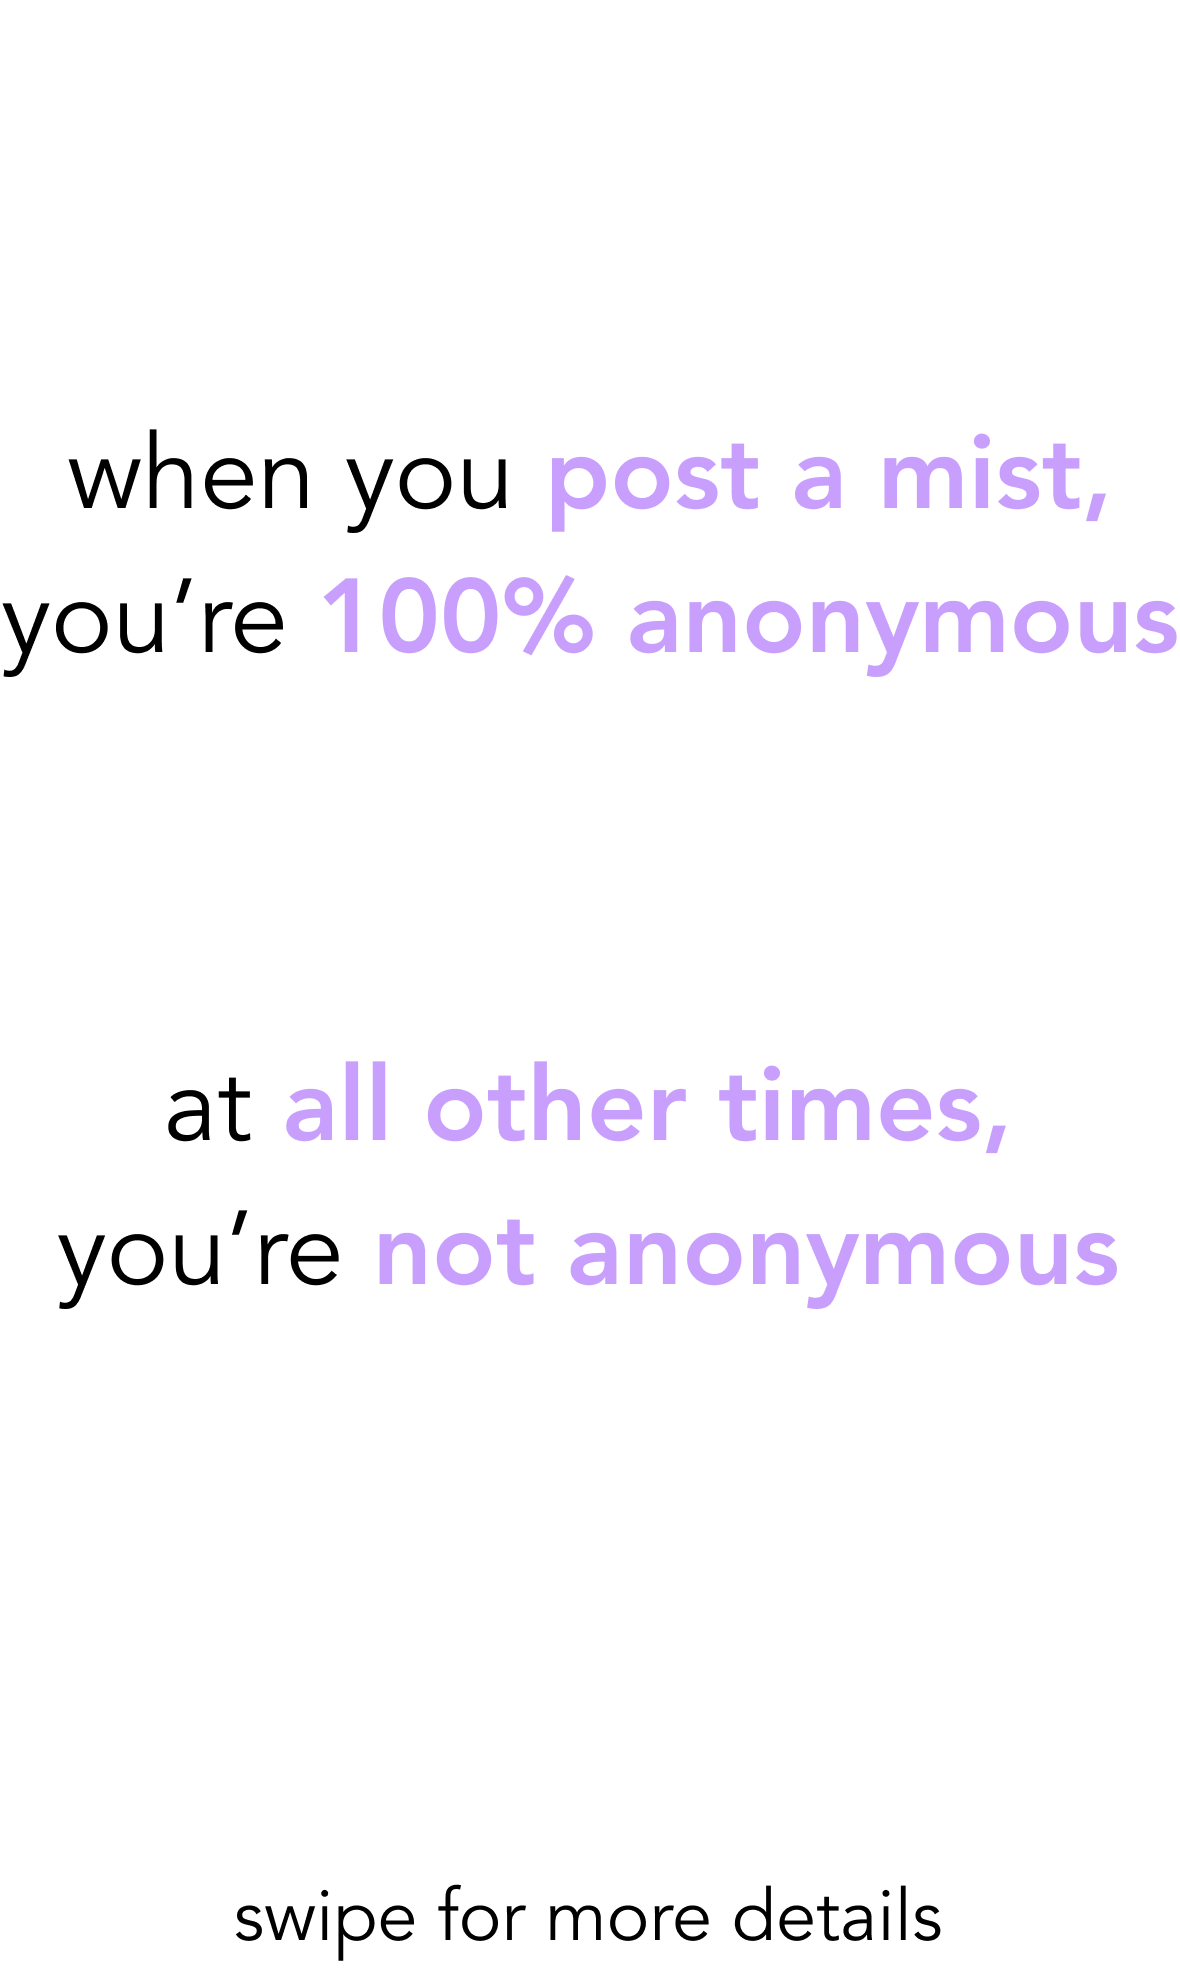 when you post a mist,
you’re 100% anonymous
at all other times,
you’re not anonymous
swipe for more details